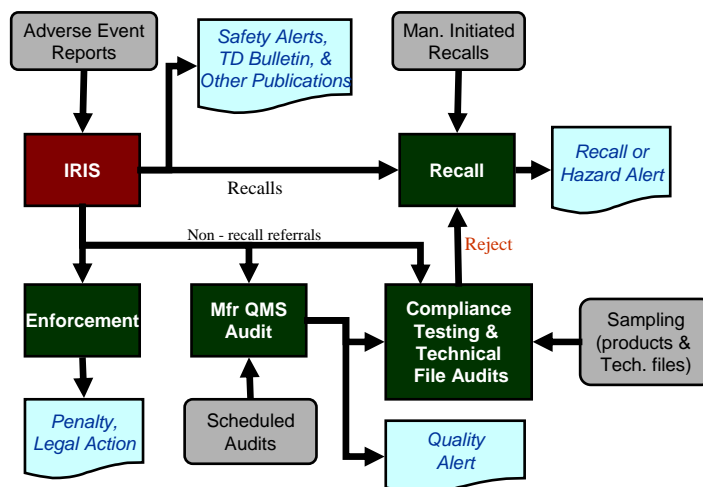 Adverse Event
Reports
Safety Alerts,
TD Bulletin, &
Other Publications
Man. Initiated
Recalls
IRIS
Recalls
Recall
Recall or
Hazard Alert
Non - recall referrals
Reject
Enforcement
Mfr QMS
Audit
Compliance
Testing &
Technical
File Audits
Sampling
(products &
Tech. files)
Penalty,
Legal Action
Scheduled
Audits
Quality
Alert